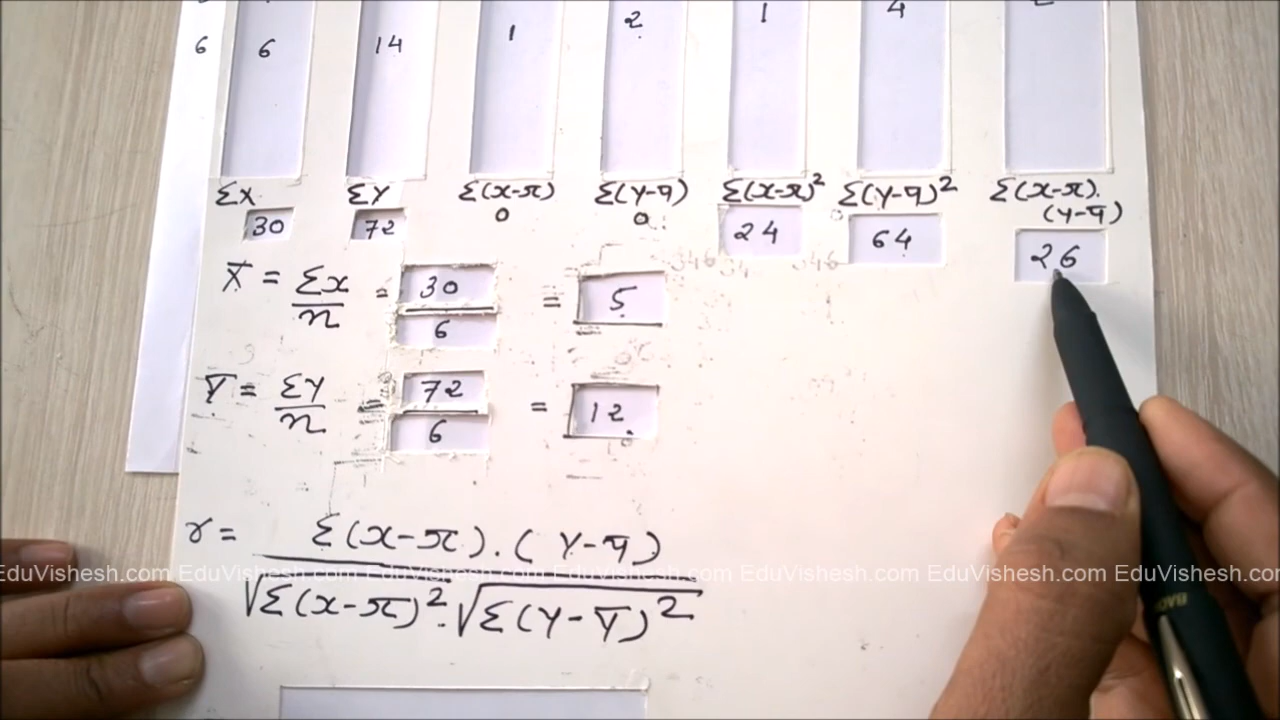 6 6 14 1 2 1 4
ΣX ΣY Σ(x-x̄) Σ(Y-ȳ) Σ(x-x̄)² Σ(Y-ȳ)² Σ(x-x̄).
(Y-ȳ)
30 72 0 0 24 64 26
X̄ = Σx/n = 30/6 = 5
Ȳ = ΣY/n = 72/6 = 12
r = Σ(x-x̄).(Y-ȳ)
EduVishesh.com EduVishesh.com EduVishesh.com EduVishesh.com EduVishesh.com EduVishesh.com EduVishesh.com
√Σ(x-x̄)².√Σ(Y-Ȳ)²